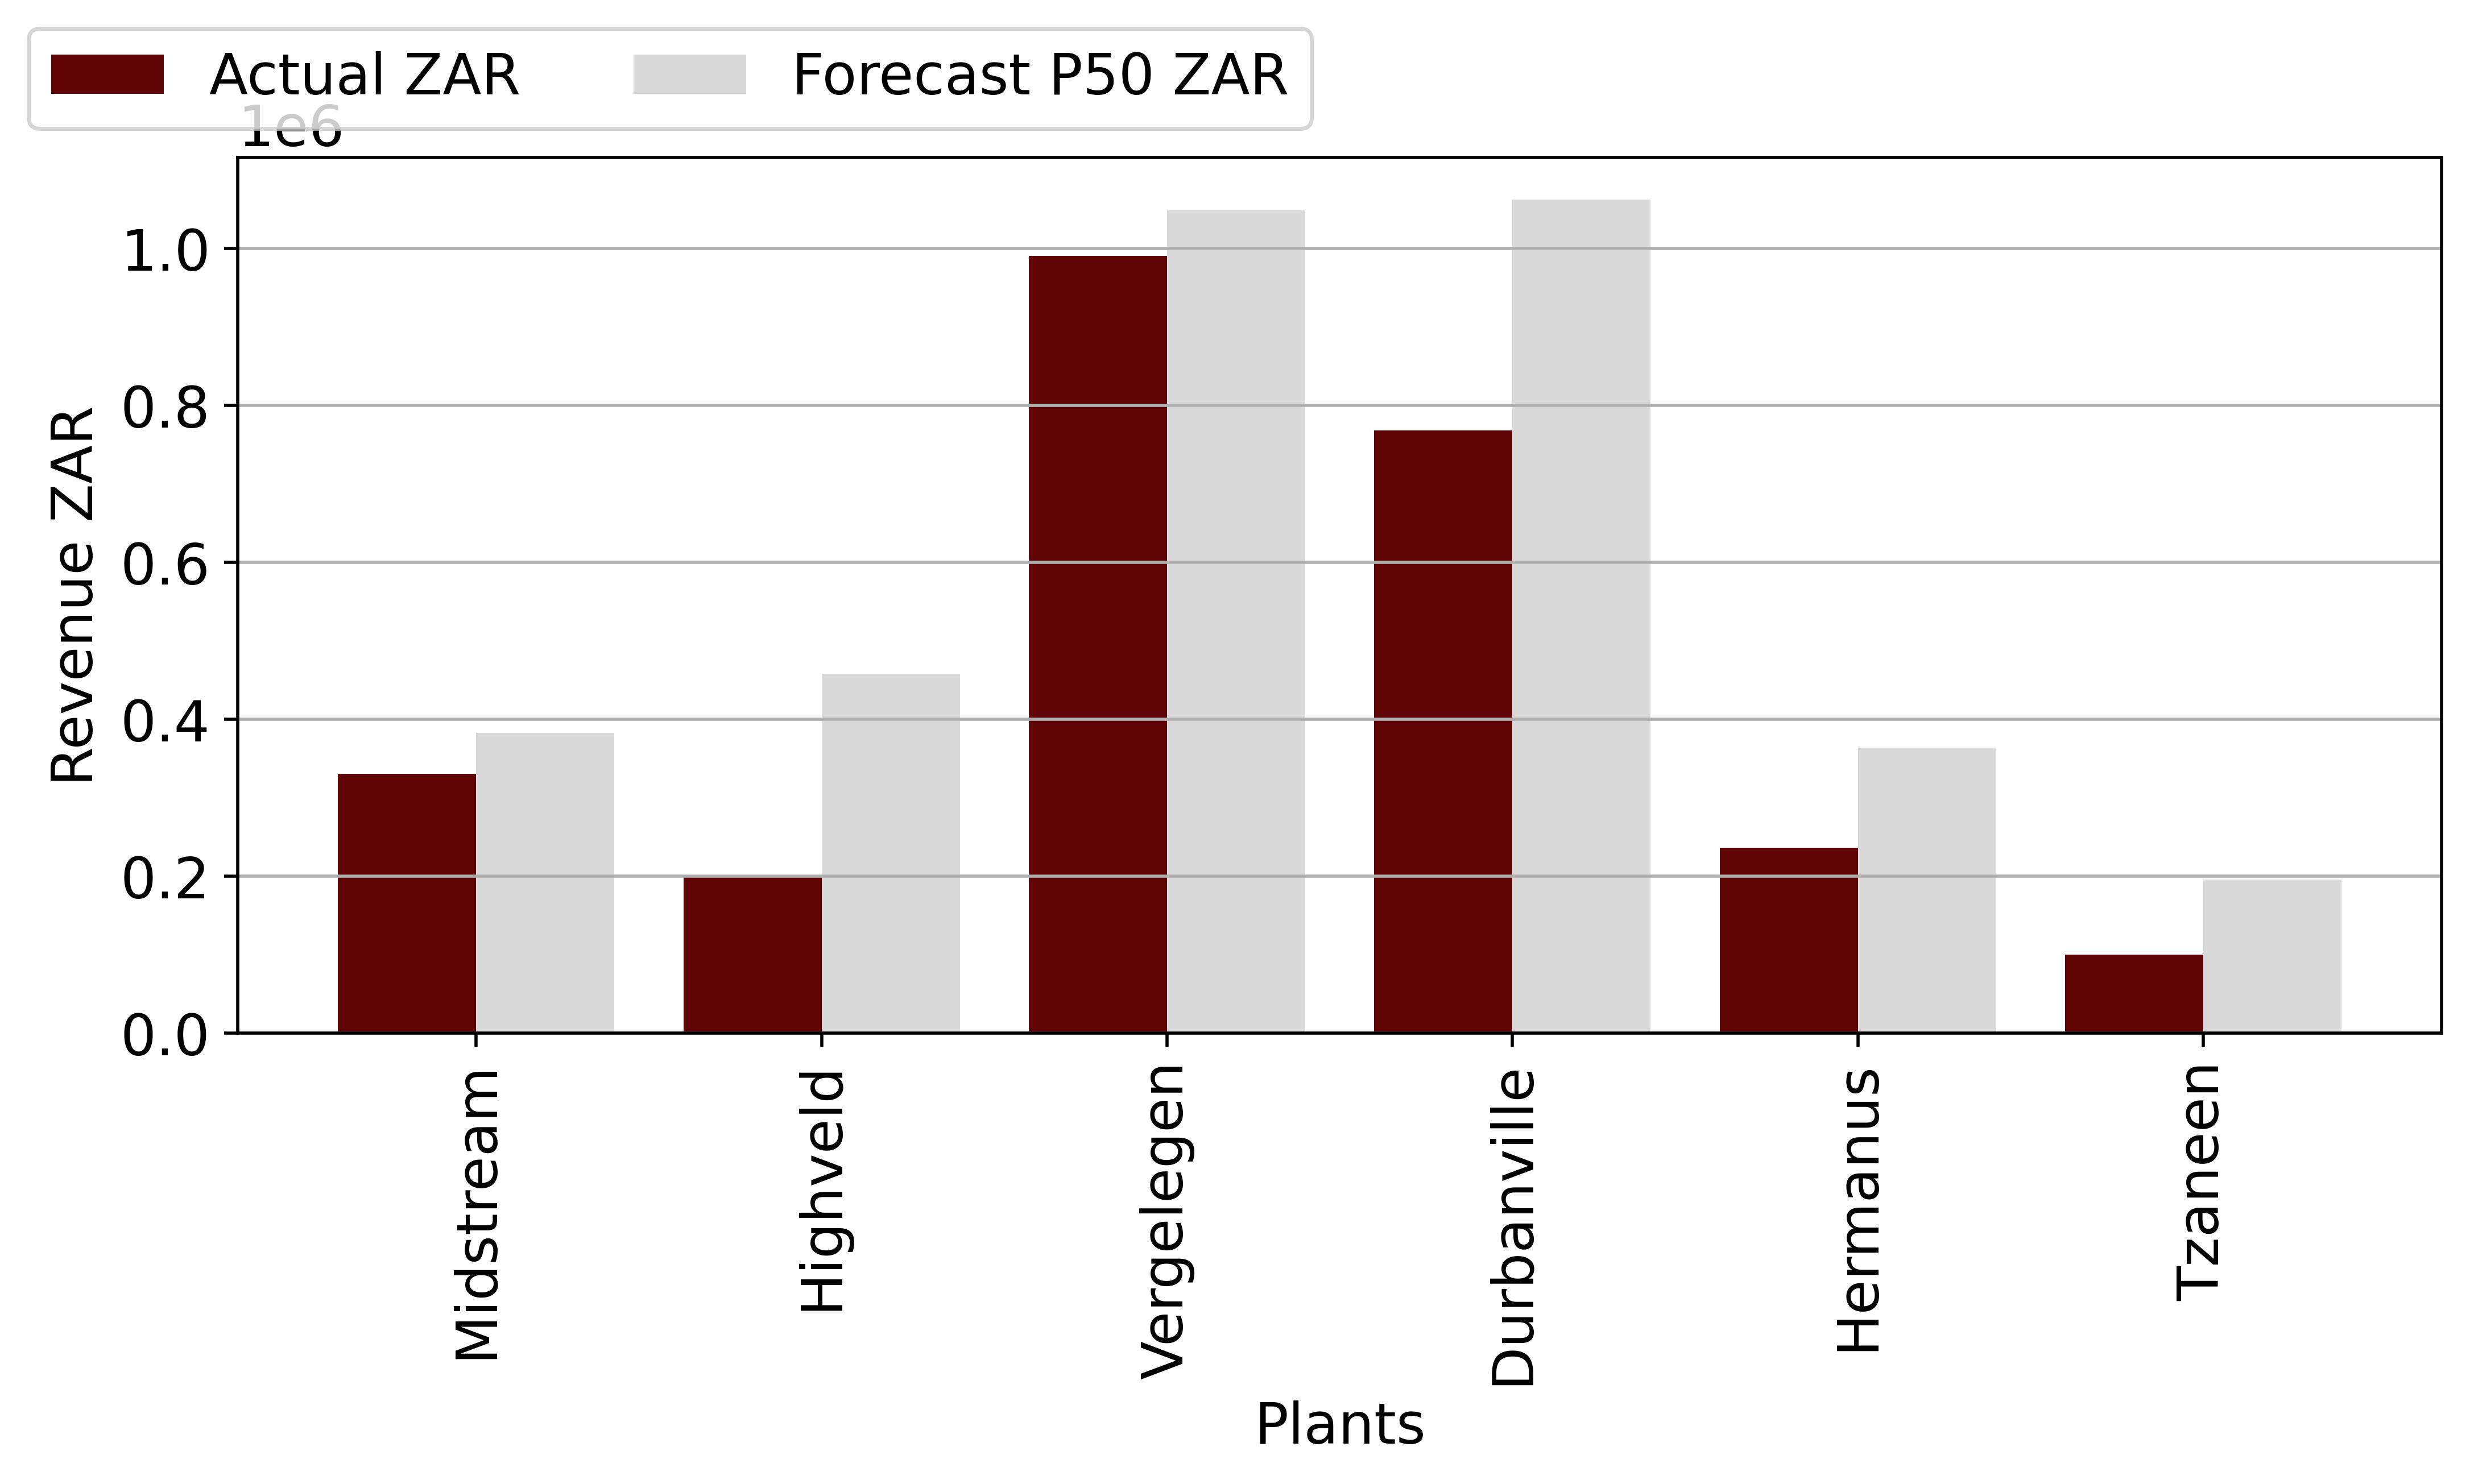 Actual ZAR Forecast P50 ZAR
1e6
1.0
0.8
0.6
0.4
0.2
0.0
Revenue ZAR
Midstream
Highveld
Vergelegen
Durbanville
Hermanus
Tzaneen
Plants